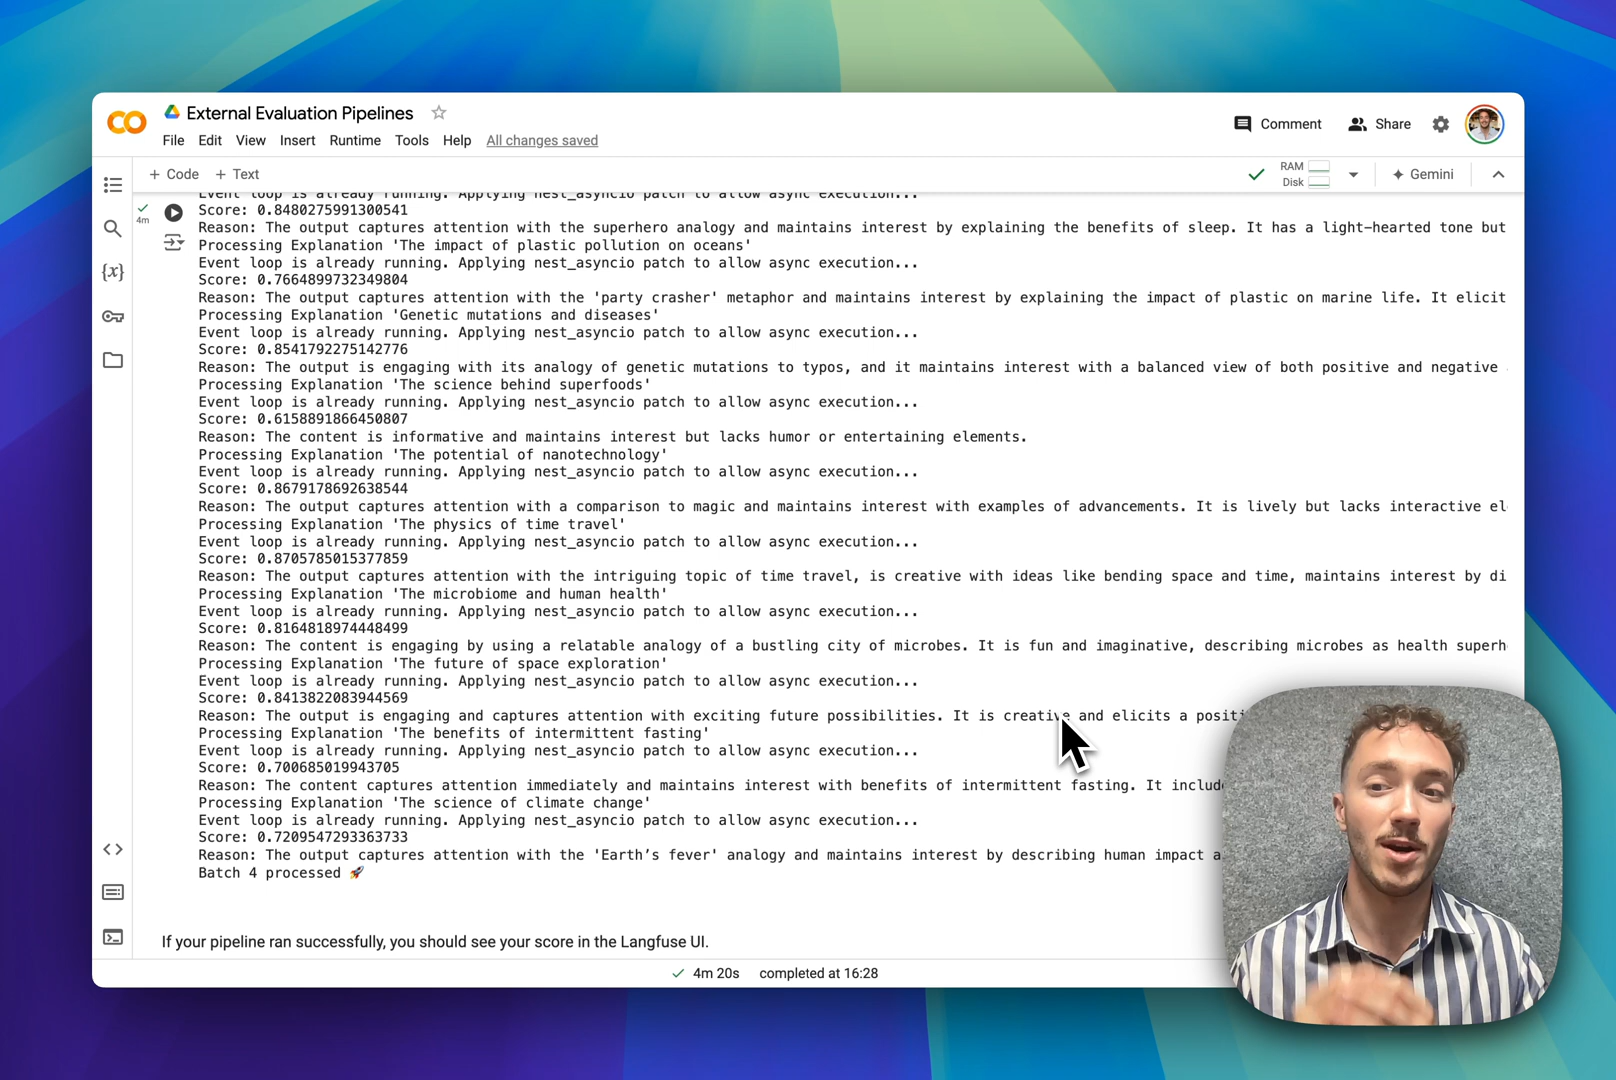 External Evaluation Pipelines
Comment
Share
File Edit View Insert Runtime Tools Help All changes saved
+ Code + Text
RAM
Disk
Gemini
4m
Event loop is already running. Applying nest_asyncio patch to allow async execution...
Score: 0.8480275991300541
Reason: The output captures attention with the superhero analogy and maintains interest by explaining the benefits of sleep. It has a light-hearted tone but
Processing Explanation 'The impact of plastic pollution on oceans'
Event loop is already running. Applying nest_asyncio patch to allow async execution...
Score: 0.7664899732349804
Reason: The output captures attention with the 'party crasher' metaphor and maintains interest by explaining the impact of plastic on marine life. It elicit
Processing Explanation 'Genetic mutations and diseases'
Event loop is already running. Applying nest_asyncio patch to allow async execution...
Score: 0.8541792275142776
Reason: The output is engaging with its analogy of genetic mutations to typos, and it maintains interest with a balanced view of both positive and negative
Processing Explanation 'The science behind superfoods'
Event loop is already running. Applying nest_asyncio patch to allow async execution...
Score: 0.6158891866450807
Reason: The content is informative and maintains interest but lacks humor or entertaining elements.
Processing Explanation 'The potential of nanotechnology'
Event loop is already running. Applying nest_asyncio patch to allow async execution...
Score: 0.8679178692638544
Reason: The output captures attention with a comparison to magic and maintains interest with examples of advancements. It is lively but lacks interactive el
Processing Explanation 'The physics of time travel'
Event loop is already running. Applying nest_asyncio patch to allow async execution...
Score: 0.8705785015377859
Reason: The output captures attention with the intriguing topic of time travel, is creative with ideas like bending space and time, maintains interest by di
Processing Explanation 'The microbiome and human health'
Event loop is already running. Applying nest_asyncio patch to allow async execution...
Score: 0.8164818974448499
Reason: The content is engaging by using a relatable analogy of a bustling city of microbes. It is fun and imaginative, describing microbes as health superh
Processing Explanation 'The future of space exploration'
Event loop is already running. Applying nest_asyncio patch to allow async execution...
Score: 0.8413822083944569
Reason: The output is engaging and captures attention with exciting future possibilities. It is creative and elicits a positi
Processing Explanation 'The benefits of intermittent fasting'
Event loop is already running. Applying nest_asyncio patch to allow async execution...
Score: 0.700685019943705
Reason: The content captures attention immediately and maintains interest with benefits of intermittent fasting. It include
Processing Explanation 'The science of climate change'
Event loop is already running. Applying nest_asyncio patch to allow async execution...
Score: 0.7209547293363733
Reason: The output captures attention with the 'Earth’s fever' analogy and maintains interest by describing human impact a
Batch 4 processed 🚀
If your pipeline ran successfully, you should see your score in the Langfuse UI.
4m 20s completed at 16:28